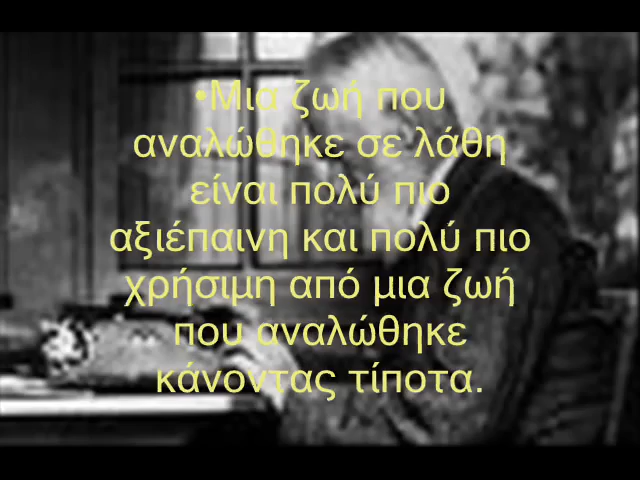 •Μια ζωή που
αναλώθηκε σε λάθη
είναι πολύ πιο
αξιέπαινη και πολύ πιο
χρήσιμη από μια ζωή
που αναλώθηκε
κάνοντας τίποτα.